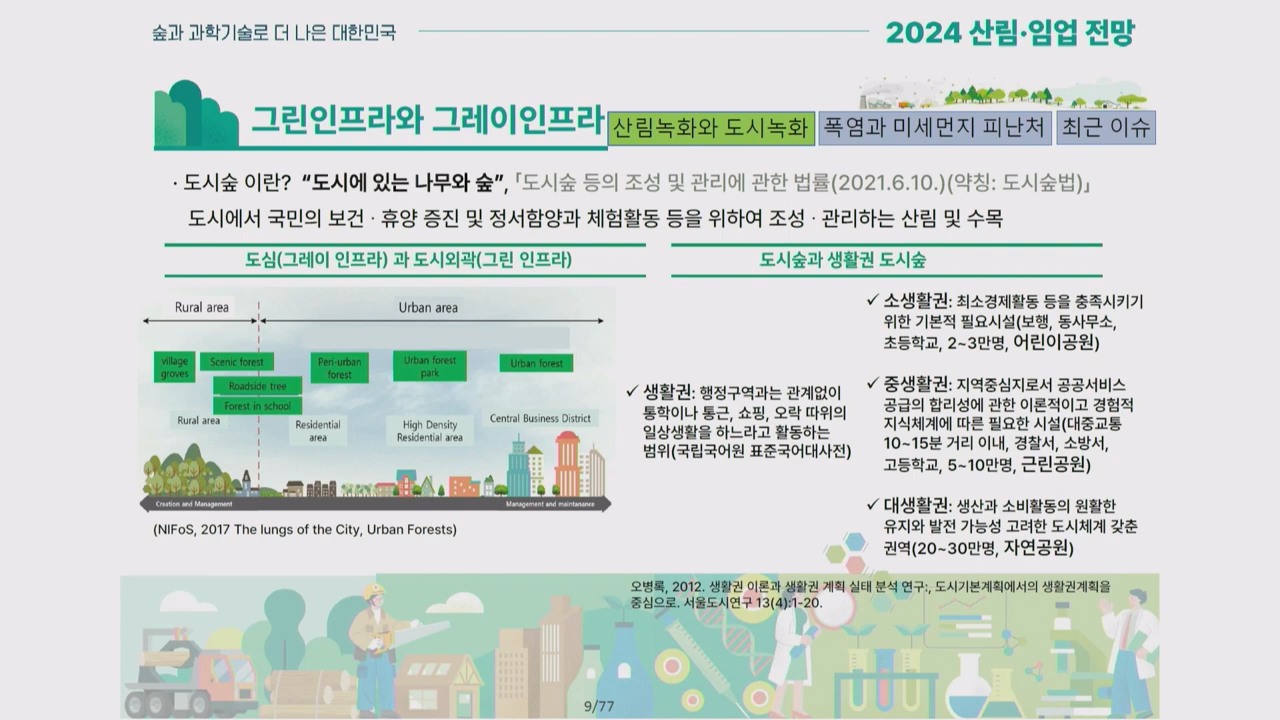 숲과 과학기술로 더 나은 대한민국
2024 산림·임업 전망
그린인프라와 그레이인프라
산림녹화와 도시녹화
폭염과 미세먼지 피난처
최근 이슈
· 도시숲 이란? “도시에 있는 나무와 숲”, 「도시숲 등의 조성 및 관리에 관한 법률(2021.6.10.)(약칭: 도시숲법)」
도시에서 국민의 보건 · 휴양 증진 및 정서함양과 체험활동 등을 위하여 조성 · 관리하는 산림 및 수목
도심(그레이 인프라) 과 도시외곽(그린 인프라)
Rural area
Urban area
village
groves
Scenic forest
Roadside tree
Forest in school
Peri-urban
forest
Urban forest
park
Urban forest
Rural area
Residential
area
High Density
Residential area
Central Business District
Creation and Management
Management and maintanance
(NIFoS, 2017 The lungs of the City, Urban Forests)
도시숲과 생활권 도시숲
✓ 생활권: 행정구역과는 관계없이
통학이나 통근, 쇼핑, 오락 따위의
일상생활을 하느라고 활동하는
범위(국립국어원 표준국어대사전)
✓ 소생활권: 최소경제활동 등을 충족시키기
위한 기본적 필요시설(보행, 동사무소,
초등학교, 2~3만명, 어린이공원)
✓ 중생활권: 지역중심지로서 공공서비스
공급의 합리성에 관한 이론적이고 경험적
지식체계에 따른 필요한 시설(대중교통
10~15분 거리 이내, 경찰서, 소방서,
고등학교, 5~10만명, 근린공원)
✓ 대생활권: 생산과 소비활동의 원활한
유지와 발전 가능성 고려한 도시체계 갖춘
권역(20~30만명, 자연공원)
오병록, 2012. 생활권 이론과 생활권 계획 실태 분석 연구:, 도시기본계획에서의 생활권계획을
중심으로. 서울도시연구 13(4):1-20.
9/77